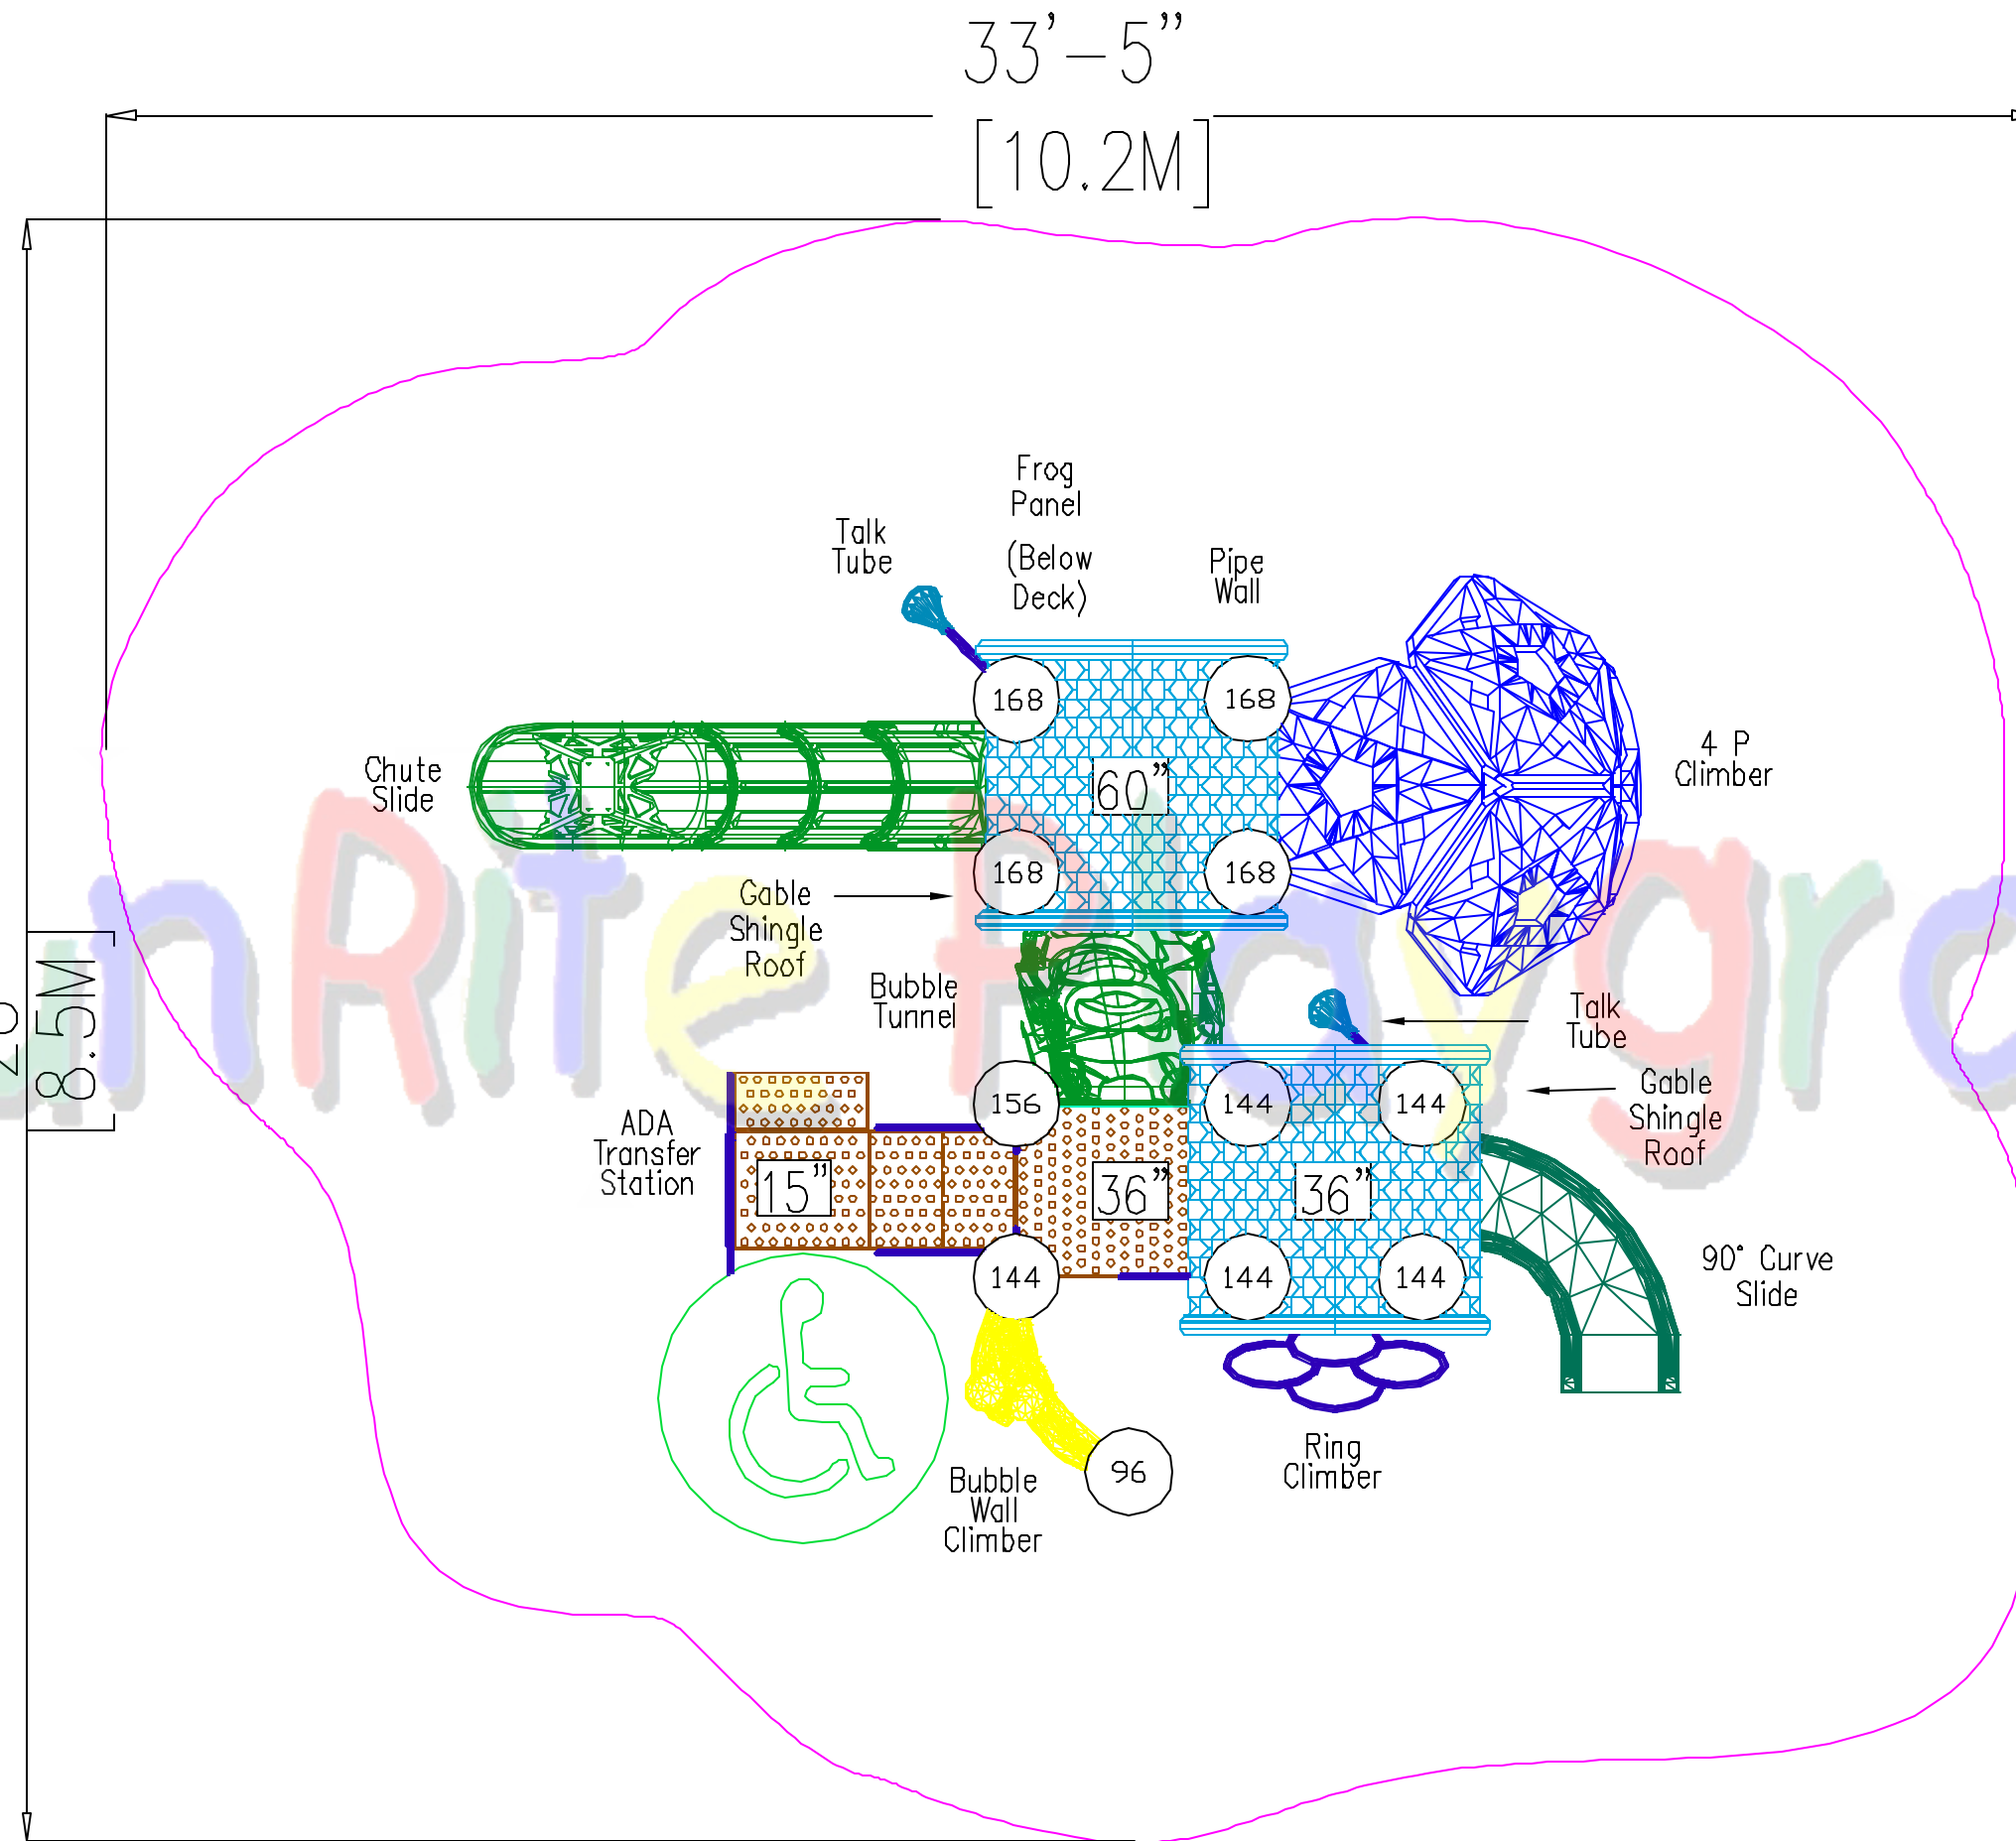 33'-5"
[10.2M]
Frog
Panel
(Below
Deck)
Talk
Tube
Pipe
Wall
168
168
4 P
Climber
Chute
Slide
60"
168
168
Gable
Shingle
Roof
Bubble
Tunnel
8.5M
Talk
Tube
Gable
Shingle
Roof
156
144
144
ADA
Transfer
Station
15"
36"
36"
90° Curve
Slide
144
144
144
96
Ring
Climber
Bubble
Wall
Climber